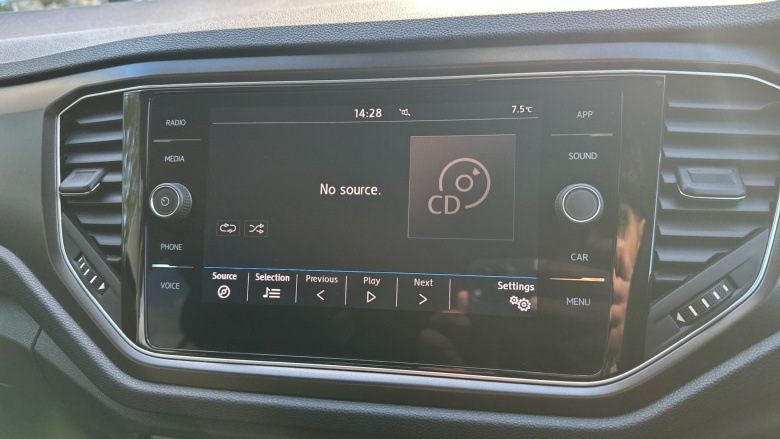 14:28
7.5°C
RADIO
MEDIA
PHONE
VOICE
No source.
CD
APP
SOUND
CAR
MENU
Source
Selection
Previous
Play
Next
Settings